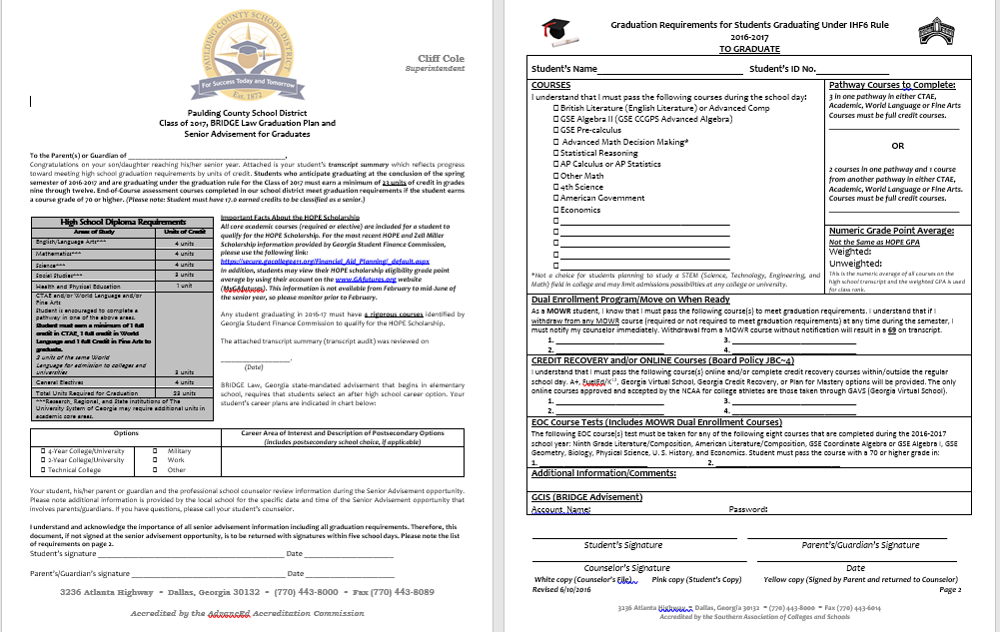 PAULDING COUNTY SCHOOL DISTRICT
For Success Today and Tomorrow
Est. 1872
Cliff Cole
Superintendent
Paulding County School District
Class of 2017, BRIDGE Law Graduation Plan and
Senior Advisement for Graduates
To the Parent(s) or Guardian of ______________________________,
Congratulations on your son/daughter reaching his/her senior year. Attached is your student's transcript summary which reflects progress
toward meeting high school graduation requirements by units of credit. Students who anticipate graduating at the conclusion of the spring
semester of 2016-2017 and are graduating under the graduation rule for the Class of 2017 must earn a minimum of 23 units of credit in grades
nine through twelve. End-of-Course assessment courses completed in our school district meet graduation requirements if the student earns
a course grade of 70 or higher. (Please note: Student must have 17.0 earned credits to be classified as a senior.)
High School Diploma Requirements
Areas of Study Units of Credit
English/Language Arts*** 4 units
Mathematics*** 4 units
Science*** 4 units
Social Studies*** 3 units
Health and Physical Education 1 unit
CTAE and/or World Language and/or
Fine Arts
Student is encouraged to complete a
pathway in one of the above areas.
Student must earn a minimum of 1 full
credit in CTAE, 1 full credit in World
Language and 1 full Credit in Fine Arts to
graduate.
3 units of the same World
Language for admission to colleges and
universities 3 units
General Electives 4 units
Total Units Required for Graduation 23 units
***Research, Regional, and State Institutions of The
University System of Georgia may require additional units in
academic core areas.
Important Facts About the HOPE Scholarship
All core academic courses (required or elective) are included for a student to
qualify for the HOPE Scholarship. For the most recent HOPE and Zell Miller
Scholarship information provided by Georgia Student Finance Commission,
please use the following link:
https://secure.gacollege411.org/Financial_Aid_Planning/_default.aspx
In addition, students may view their HOPE scholarship eligibility grade point
average by using their account on the www.GAfutures.org website
(MyGAfutures). This information is not available from February to mid-June of
the senior year, so please monitor prior to February.
Any student graduating in 2016-17 must have 4 rigorous courses identified by
Georgia Student Finance Commission to qualify for the HOPE Scholarship.
The attached transcript summary (transcript audit) was reviewed on
____________________.
(Date)
BRIDGE Law, Georgia state-mandated advisement that begins in elementary
school, requires that students select an after high school career option. Your
student's career plans are indicated in chart below:
Options Career Area of Interest and Description of Postsecondary Options
(includes postsecondary school choice, if applicable)
☐ 4-Year College/University ☐ Military
☐ 2-Year College/University ☐ Work
☐ Technical College ☐ Other
Your student, his/her parent or guardian and the professional school counselor review information during the Senior Advisement opportunity.
Please note additional information is provided by the local school for the specific date and time of the Senior Advisement opportunity that
involves parents/guardians. If you have questions, please call your student's counselor.
I understand and acknowledge the importance of all senior advisement information including all graduation requirements. Therefore, this
document, if not signed at the senior advisement opportunity, is to be returned with signatures within five school days. Please note the list
of requirements on page 2.
Student's signature ______________________________ Date ______________________
Parent's/Guardian's signature ______________________________ Date ______________________
3236 Atlanta Highway • Dallas, Georgia 30132 • (770) 443-8000 • Fax (770) 443-8089
Accredited by the AdvancEd Accreditation Commission
Graduation Requirements for Students Graduating Under IHF6 Rule
2016-2017
TO GRADUATE
Student's Name______________________________ Student's ID No.______________
COURSES
I understand that I must pass the following courses during the school day:
☐ British Literature (English Literature) or Advanced Comp
☐ GSE Algebra II (GSE CCGPS Advanced Algebra)
☐ GSE Pre-calculus
☐ Advanced Math Decision Making*
☐ Statistical Reasoning
☐ AP Calculus or AP Statistics
☐ Other Math
☐ 4th Science
☐ American Government
☐ Economics
☐ ______________________________
☐ ______________________________
☐ ______________________________
☐ ______________________________
☐ ______________________________
*Not a choice for students planning to study a STEM (Science, Technology, Engineering, and
Math) field in college and may limit admissions possibilities at any college or university.
Pathway Courses to Complete:
3 in one pathway in either CTAE,
Academic, World Language or Fine Arts
Courses must be full credit.
______________________________
OR
2 courses in one pathway and 1 course
from another pathway in either CTAE,
Academic, World Language or Fine Arts.
Courses must be full credit.
______________________________
Numeric Grade Point Average:
Not the Same as HOPE GPA
Weighted:
Unweighted:
This is the numeric average of all courses on the
high school transcript and the weighted GPA is used
for class rank.
Dual Enrollment Program/Move on When Ready
As a MOWR student, I know that I must pass the following course(s) to meet graduation requirements. I understand that if I
withdraw from any MOWR course (required or not required to meet graduation requirements) at any time during the semester, I
must notify my counselor immediately. Withdrawal from a MOWR course without notification will result in a 69 on transcript.
1. ______________________ 3. ______________________
2. ______________________ 4. ______________________
CREDIT RECOVERY and/or ONLINE Courses (Board Policy JBC~4)
I understand that I must pass the following course(s) online and/or complete credit recovery courses within/outside the regular
school day. A+, FuelEd/K¹², Georgia Virtual School, Georgia Credit Recovery, or Plan for Mastery options will be provided. The only
online courses approved and accepted by the NCAA for college athletes are those taken through GAVS (Georgia Virtual School).
1. ______________________ 3. ______________________
2. ______________________ 4. ______________________
EOC Course Tests (Includes MOWR Dual Enrollment Courses)
The following EOC course(s) test must be taken for any of the following eight courses that are completed during the 2016-2017
school year: Ninth Grade Literature/Composition, American Literature/Composition, GSE Coordinate Algebra or GSE Algebra I, GSE
Geometry, Biology, Physical Science, U. S. History, and Economics. Student must pass the course with a 70 or higher grade in:
1. ______________________ 2. ______________________
Additional Information/Comments:
GCIS (BRIDGE Advisement)
Account Name: Password:
Student's Signature Parent's/Guardian's Signature
Counselor's Signature Date
White copy (Counselor's File) Pink copy (Student's Copy) Yellow copy (Signed by Parent and returned to Counselor)
Revised 6/10/2016 Page 2
3236 Atlanta Highway • Dallas, Georgia 30132 • (770) 443-8000 • Fax (770) 443-6014
Accredited by the Southern Association of Colleges and Schools